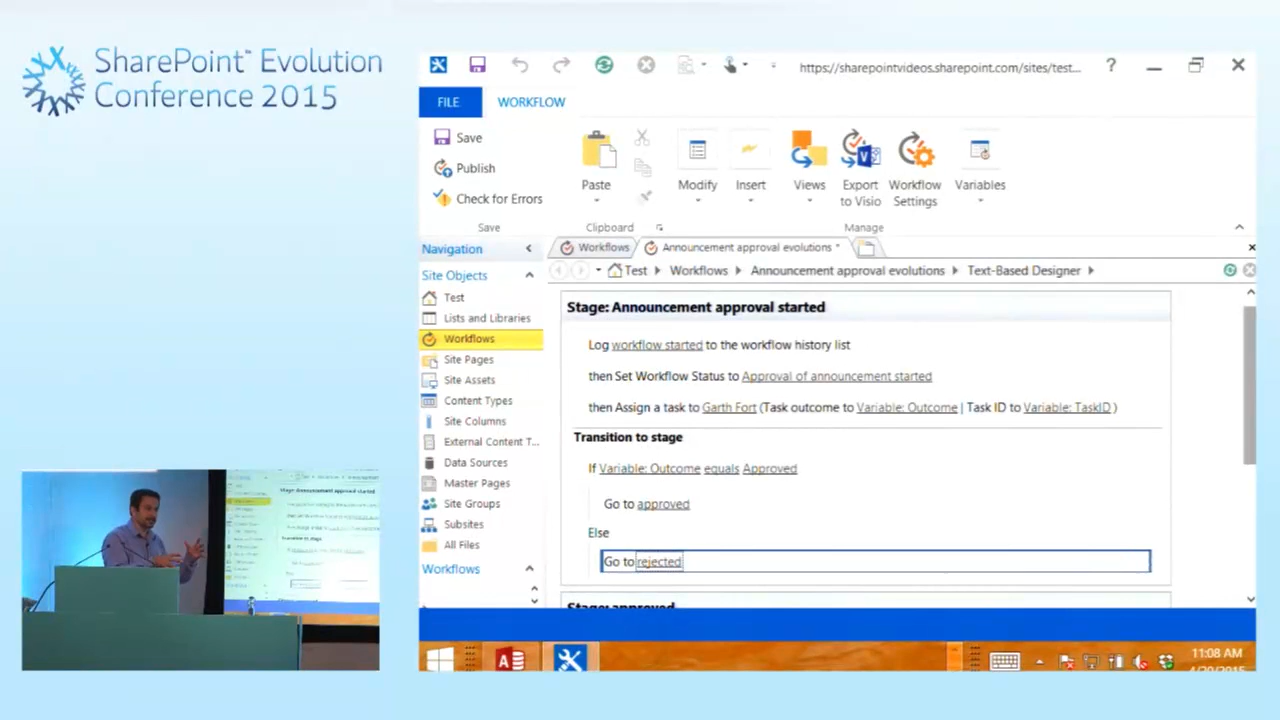 SharePoint™ Evolution
Conference 2015
https://sharepointvideos.sharepoint.com/sites/test...
?
FILE
WORKFLOW
Save
Publish
Check for Errors
Save
Paste
Clipboard
Modify
Insert
Views
Export
to Visio
Workflow
Settings
Variables
Manage
Navigation
Workflows
Announcement approval evolutions *
Site Objects
Test
Workflows
Announcement approval evolutions
Text-Based Designer
Test
Lists and Libraries
Workflows
Site Pages
Site Assets
Content Types
Site Columns
External Content T...
Data Sources
Master Pages
Site Groups
Subsites
All Files
Workflows
Stage: Announcement approval started
Log workflow started to the workflow history list
then Set Workflow Status to Approval of announcement started
then Assign a task to Garth Fort (Task outcome to Variable: Outcome | Task ID to Variable: TaskID )
Transition to stage
If Variable: Outcome equals Approved
Go to approved
Else
Go to rejected
Stage: approved
11:08 AM
4/20/2015